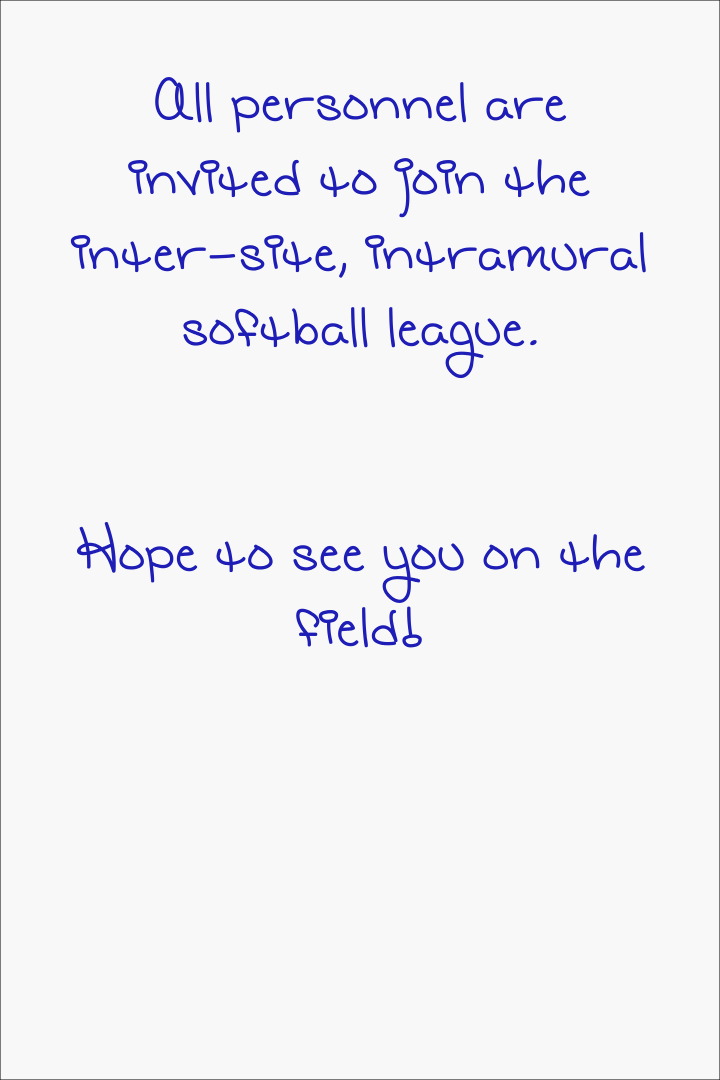 All personnel are
invited to join the
inter-site, intramural
softball league.
Hope to see you on the
field!